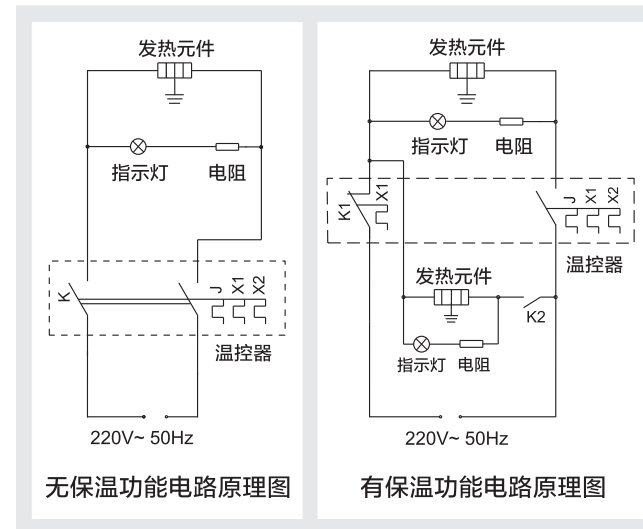 发热元件
指示灯
电阻
K
J
X1
X2
温控器
220V~ 50Hz
无保温功能电路原理图
发热元件
指示灯
电阻
K1
X1
J
X1
X2
温控器
发热元件
K2
指示灯
电阻
220V~ 50Hz
有保温功能电路原理图